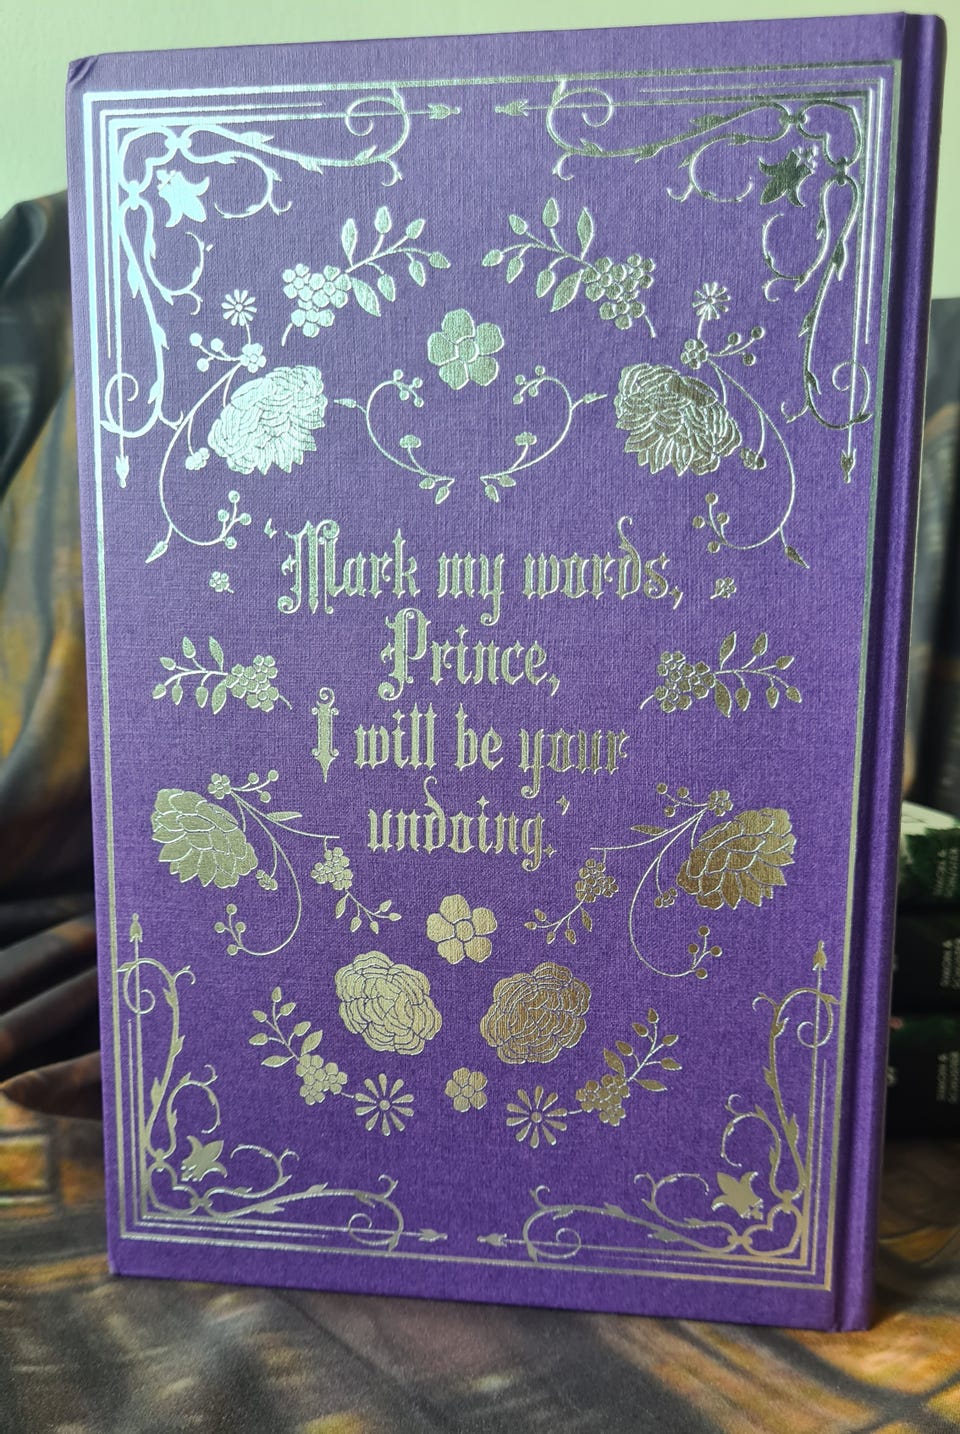 ‘Mark my words,
Prince,
I will be your
undoing.’